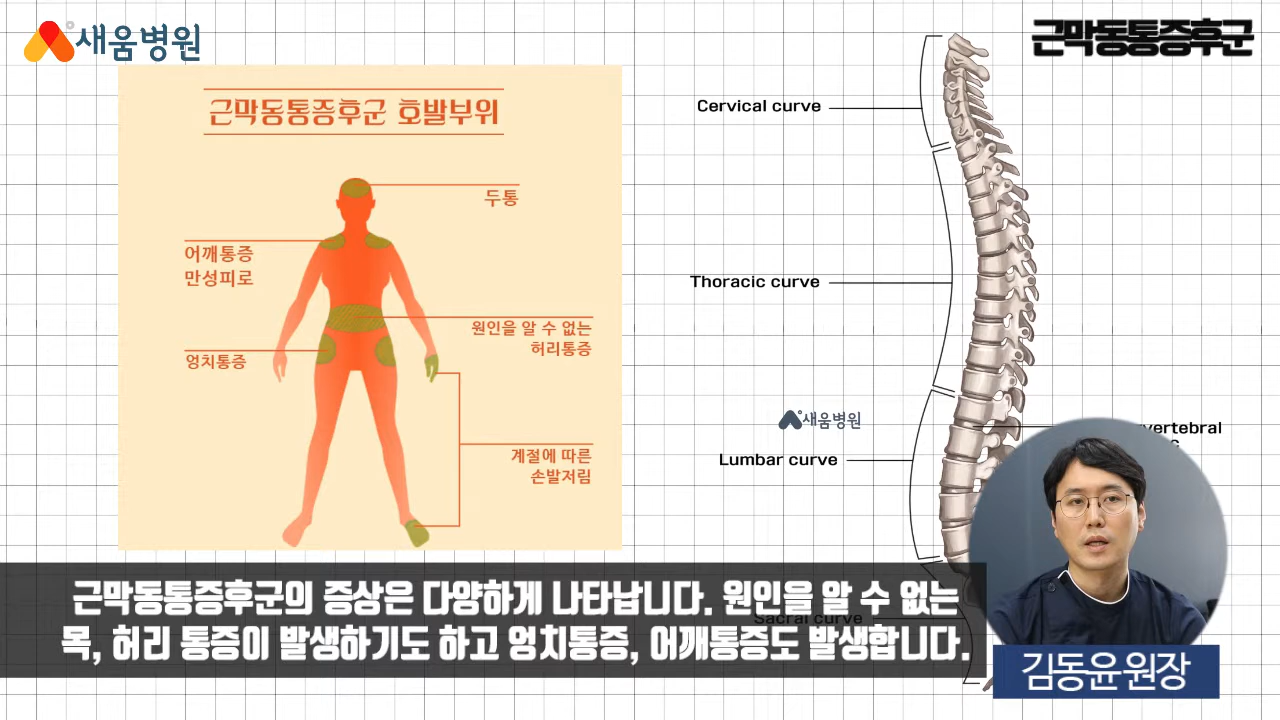 새움병원
근막동통증후군
근막동통증후군 호발부위
두통
어깨통증
만성피로
원인을 알 수 없는
허리통증
엉치통증
계절에 따른
손발저림
Cervical curve
Thoracic curve
새움병원
vertebral
Lumbar curve
Sacral curve
근막동통증후군의 증상은 다양하게 나타납니다. 원인을 알 수 없는
목, 허리 통증이 발생하기도 하고 엉치통증, 어깨통증도 발생합니다.
김동윤 원장